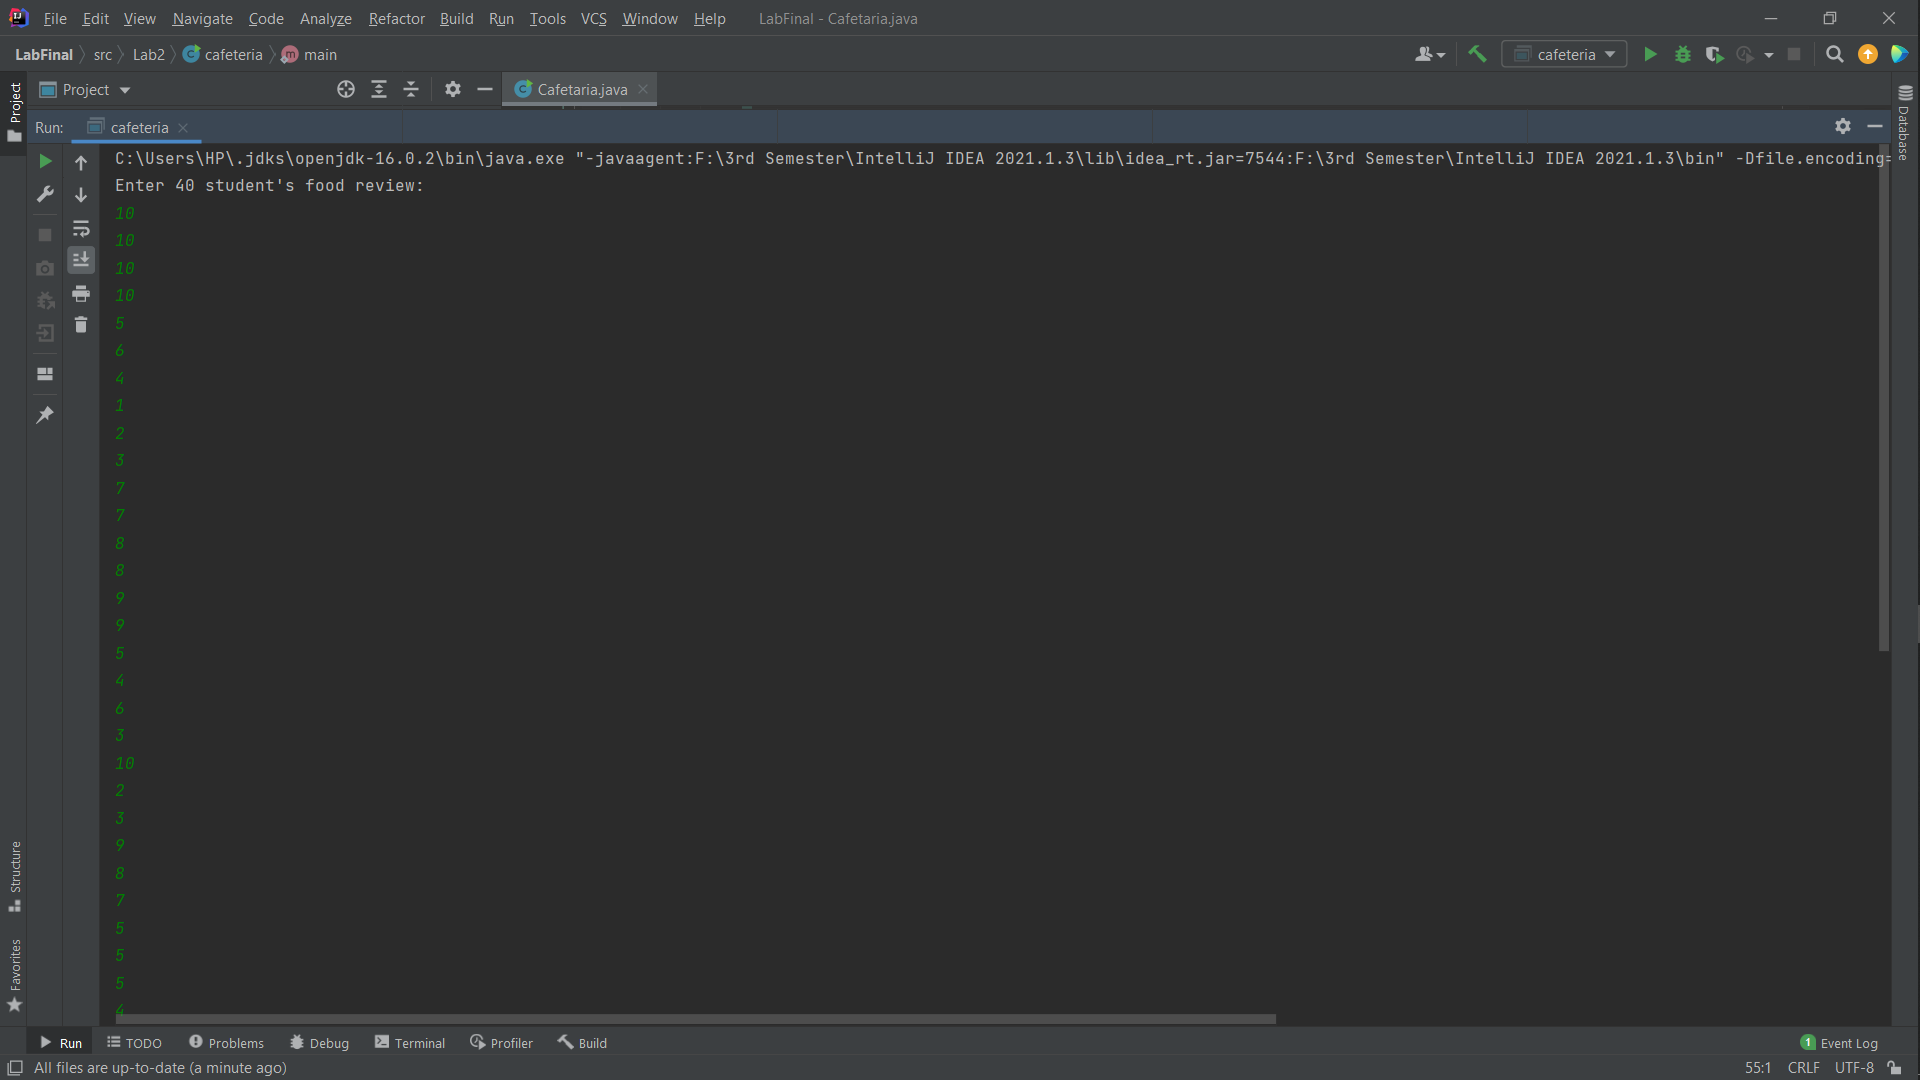 File Edit View Navigate Code Analyze Refactor Build Run Tools VCS Window Help LabFinal - Cafetaria.java
LabFinal src Lab2 cafeteria main cafeteria
Project Cafetaria.java
Run: cafeteria
C:\Users\HP\.jdks\openjdk-16.0.2\bin\java.exe "-javaagent:F:\3rd Semester\IntelliJ IDEA 2021.1.3\lib\idea_rt.jar=7544:F:\3rd Semester\IntelliJ IDEA 2021.1.3\bin" -Dfile.encoding=
Enter 40 student's food review:
10
10
10
10
5
6
4
1
2
3
7
7
8
8
9
9
5
4
6
3
10
2
3
9
8
7
5
5
5
4
Project
Structure
Favorites
Database
Run TODO Problems Debug Terminal Profiler Build 1 Event Log
All files are up-to-date (a minute ago) 55:1 CRLF UTF-8